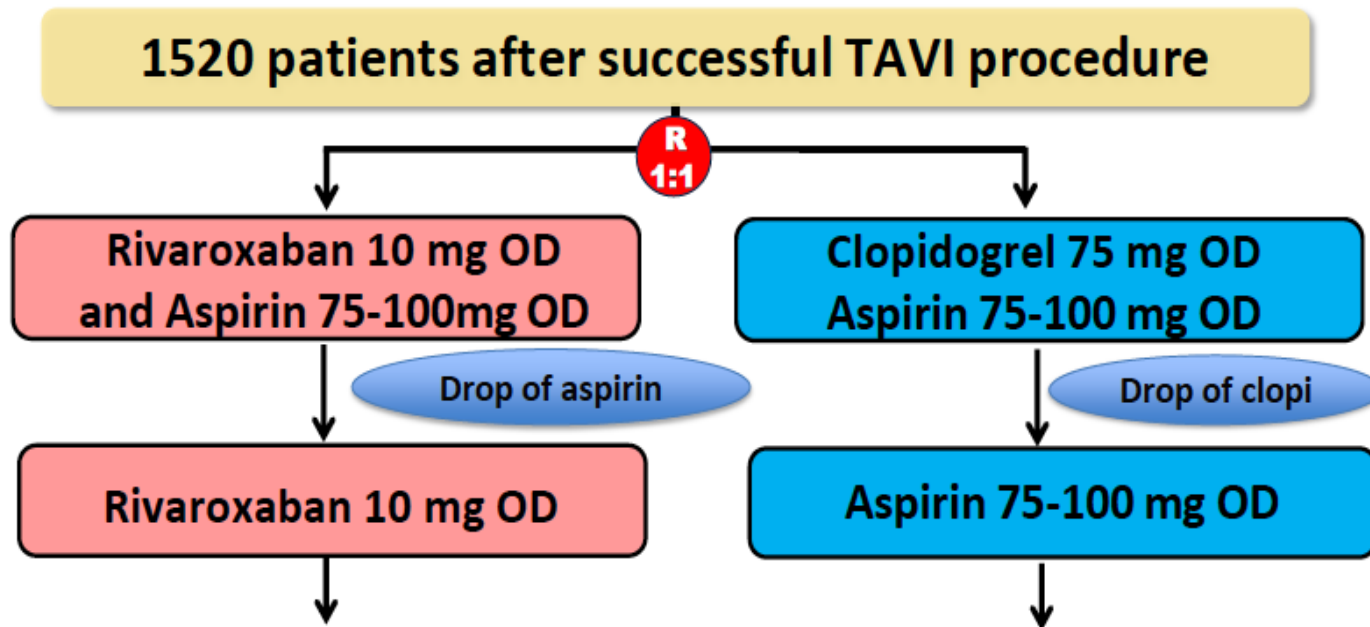 1520 patients after successful TAVI procedure
R
1:1
Rivaroxaban 10 mg OD
and Aspirin 75-100mg OD
Clopidogrel 75 mg OD
Aspirin 75-100 mg OD
Drop of aspirin
Drop of clopi
Rivaroxaban 10 mg OD
Aspirin 75-100 mg OD